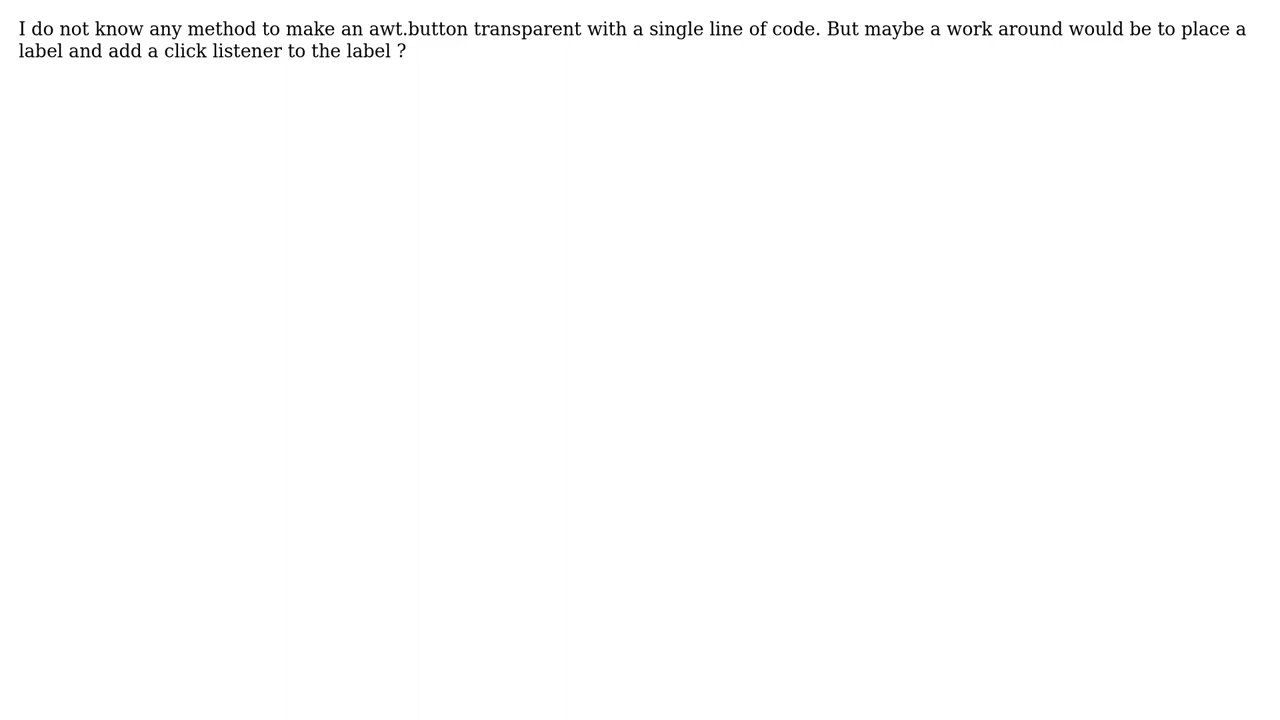 I do not know any method to make an awt.button transparent with a single line of code. But maybe a work around would be to place a
label and add a click listener to the label ?